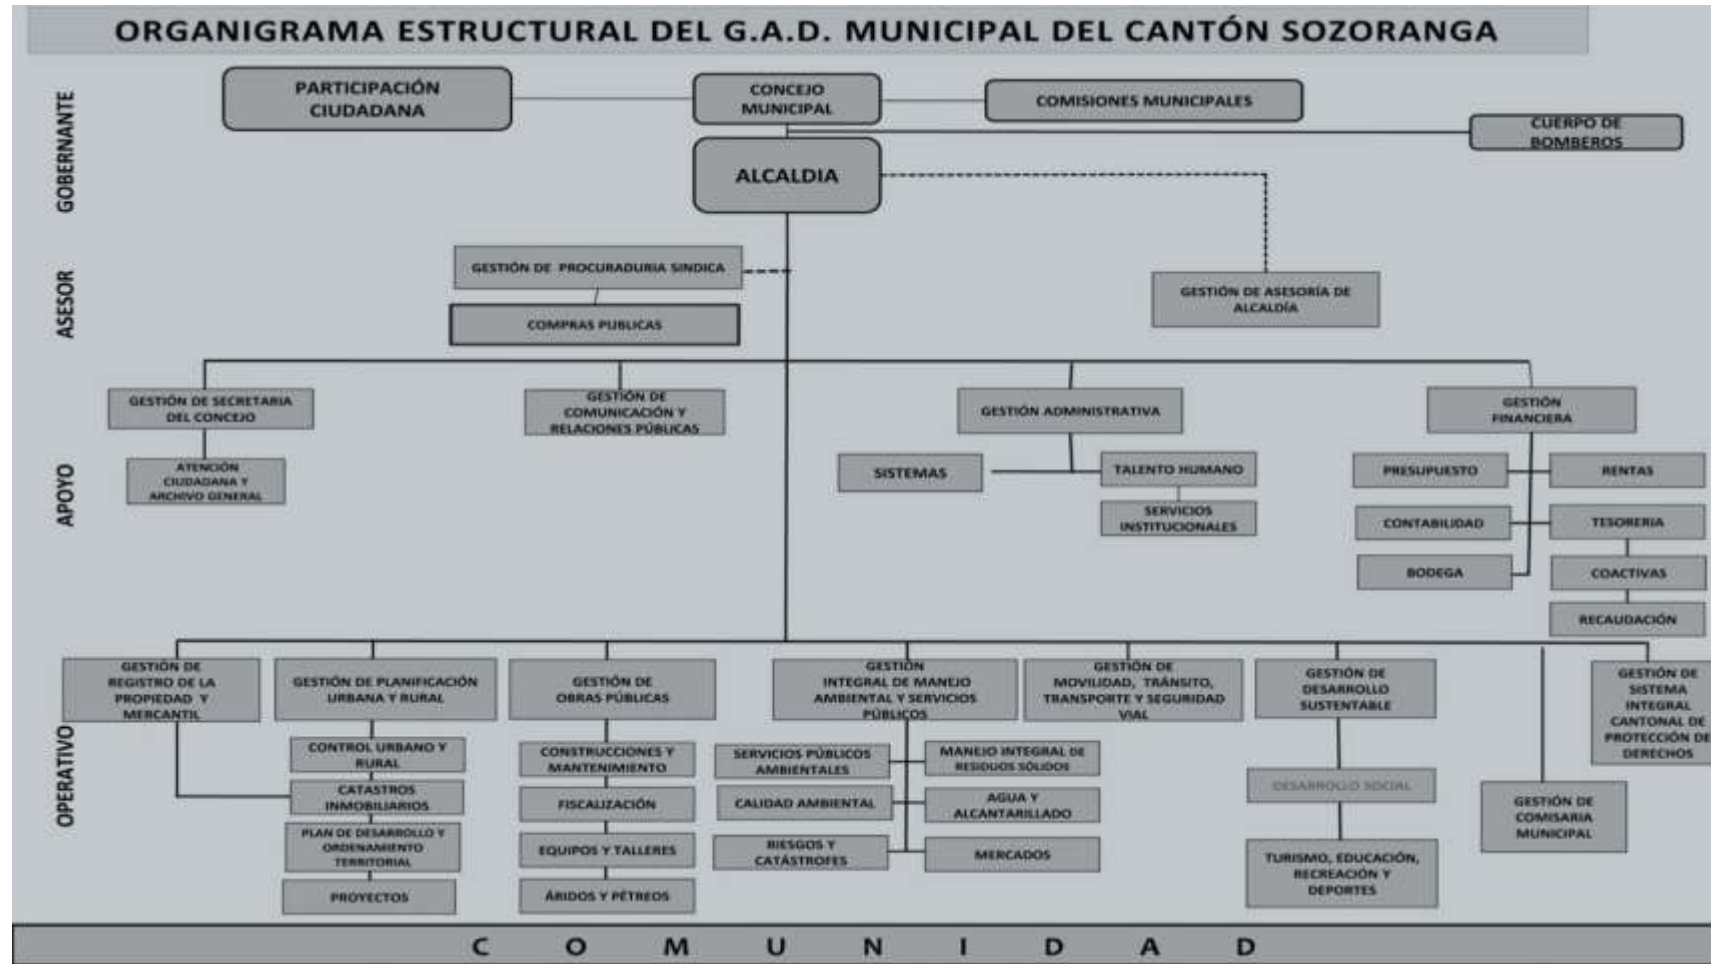 ORGANIGRAMA ESTRUCTURAL DEL G.A.D. MUNICIPAL DEL CANTÓN SOZORANGA
GOBERNANTE
PARTICIPACIÓN
CIUDADANA
CONCEJO
MUNICIPAL
COMISIONES MUNICIPALES
CUERPO DE
BOMBEROS
ALCALDIA
ASESOR
GESTIÓN DE PROCURADURIA SINDICA
COMPRAS PUBLICAS
GESTIÓN DE ASESORÍA DE
ALCALDÍA
APOYO
GESTIÓN DE SECRETARIA
DEL CONCEJO
ATENCIÓN
CIUDADANA Y
ARCHIVO GENERAL
GESTIÓN DE
COMUNICACIÓN Y
RELACIONES PÚBLICAS
GESTIÓN ADMINISTRATIVA
SISTEMAS
TALENTO HUMANO
SERVICIOS
INSTITUCIONALES
GESTIÓN
FINANCIERA
PRESUPUESTO
RENTAS
CONTABILIDAD
TESORERIA
BODEGA
COACTIVAS
RECAUDACIÓN
OPERATIVO
GESTIÓN DE
REGISTRO DE LA
PROPIEDAD Y
MERCANTIL
GESTIÓN DE PLANIFICACIÓN
URBANA Y RURAL
CONTROL URBANO Y
RURAL
CATASTROS
INMOBILIARIOS
PLAN DE DESARROLLO Y
ORDENAMIENTO
TERRITORIAL
PROYECTOS
GESTIÓN DE
OBRAS PÚBLICAS
CONSTRUCCIONES Y
MANTENIMIENTO
FISCALIZACIÓN
EQUIPOS Y TALLERES
ÁRIDOS Y PÉTREOS
GESTIÓN
INTEGRAL DE MANEJO
AMBIENTAL Y SERVICIOS
PÚBLICOS
SERVICIOS PÚBLICOS
AMBIENTALES
MANEJO INTEGRAL DE
RESIDUOS SÓLIDOS
CALIDAD AMBIENTAL
AGUA Y
ALCANTARILLADO
RIESGOS Y
CATÁSTROFES
MERCADOS
GESTIÓN DE
MOVILIDAD, TRÁNSITO,
TRANSPORTE Y SEGURIDAD
VIAL
GESTIÓN DE
DESARROLLO
SUSTENTABLE
DESARROLLO SOCIAL
TURISMO, EDUCACIÓN,
RECREACIÓN Y
DEPORTES
GESTIÓN DE
COMISARIA
MUNICIPAL
GESTIÓN DE
SISTEMA
INTEGRAL
CANTONAL DE
PROTECCIÓN DE
DERECHOS
C O M U N I D A D